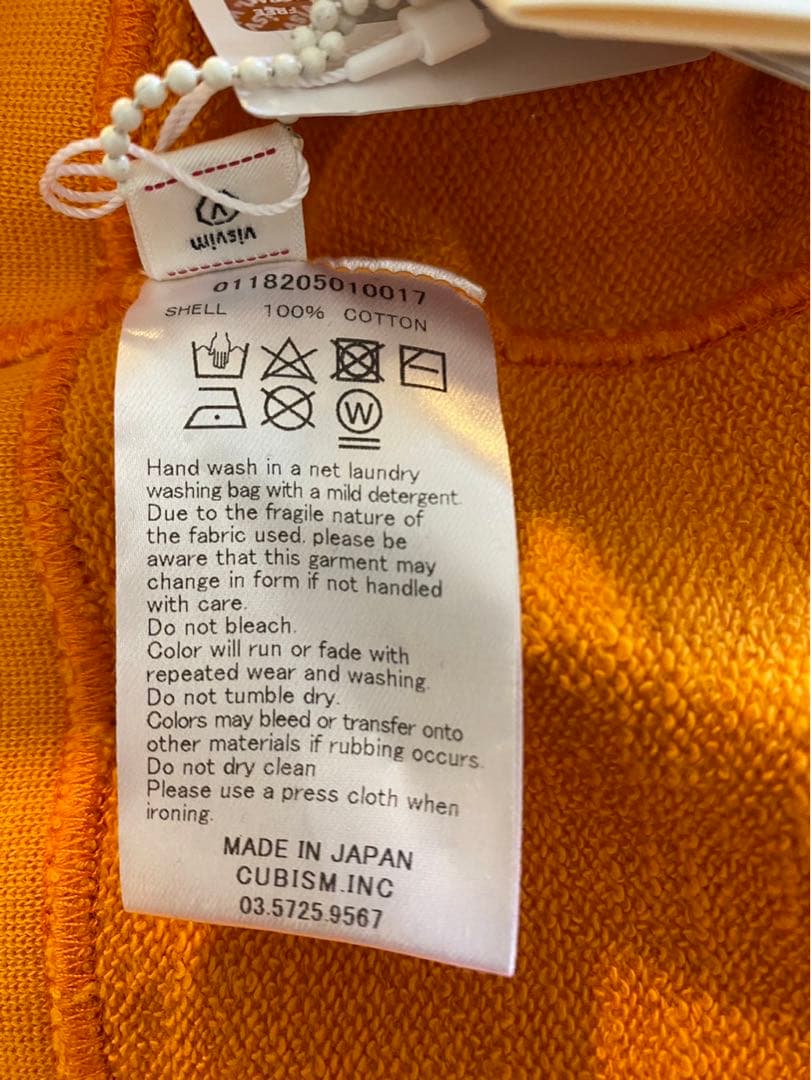 visvim
0118205010017
SHELL 100% COTTON
W
Hand wash in a net laundry
washing bag with a mild detergent.
Due to the fragile nature of
the fabric used, please be
aware that this garment may
change in form if not handled
with care.
Do not bleach.
Color will run or fade with
repeated wear and washing.
Do not tumble dry.
Colors may bleed or transfer onto
other materials if rubbing occurs.
Do not dry clean
Please use a press cloth when
ironing.
MADE IN JAPAN
CUBISM.INC
03.5725.9567